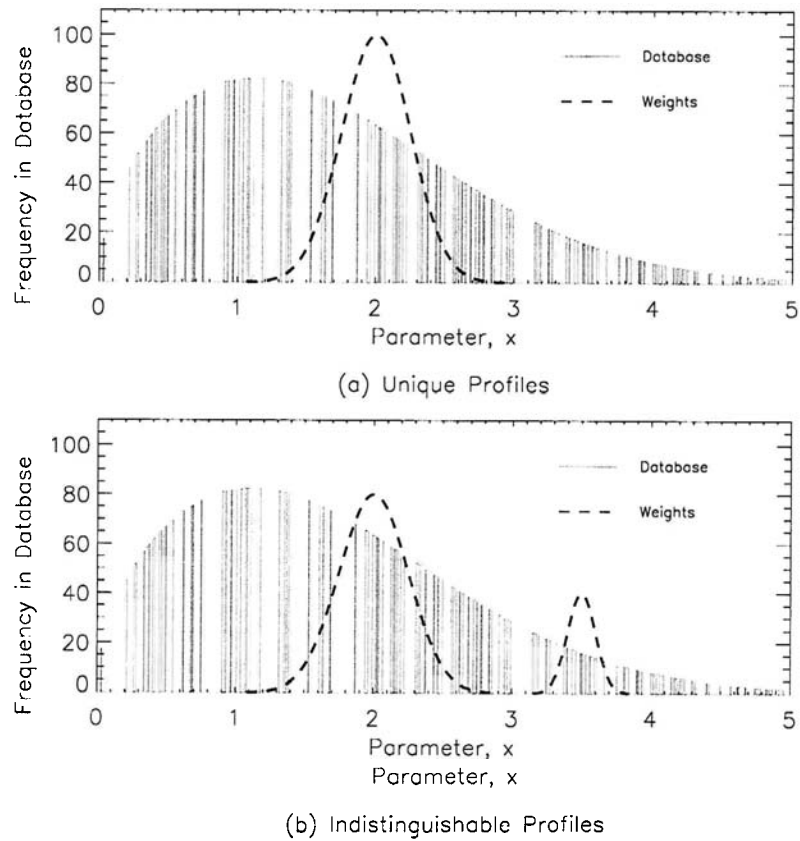 Frequency in Database
100
80
60
40
20
0
Database
Weights
0 1 2 3 4 5
Parameter, x
(a) Unique Profiles
Frequency in Database
100
80
60
40
20
0
Database
Weights
0 1 2 3 4 5
Parameter, x
Parameter, x
(b) Indistinguishable Profiles